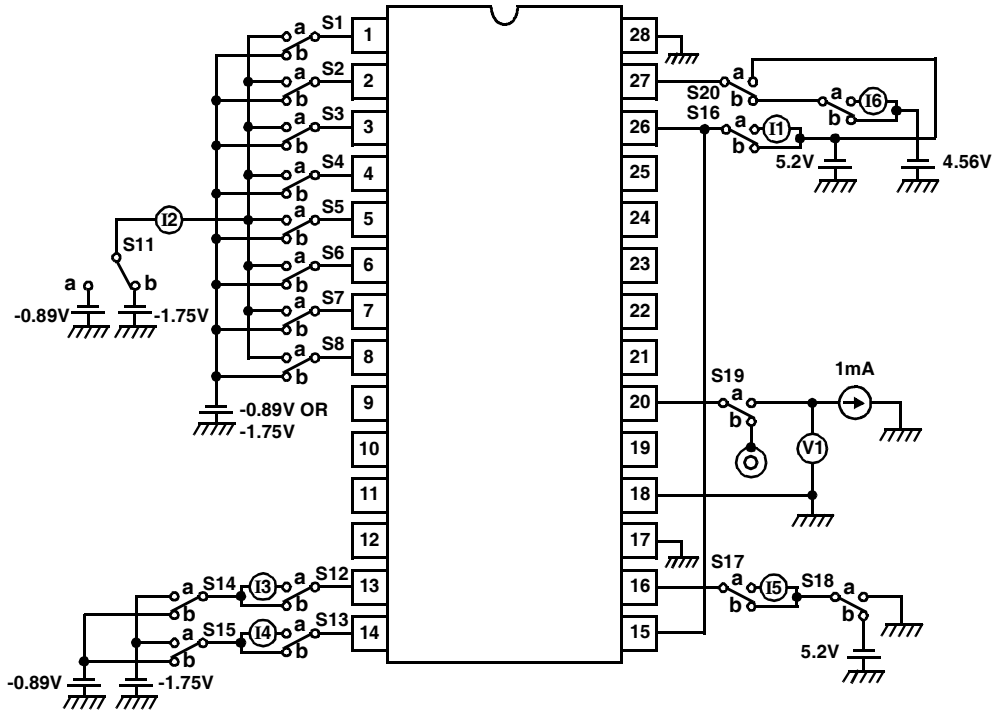 a S1 1
b
a S2 2
b
a S3 3
b
a S4 4
b
a S5 5
b
a S6 6
b
a S7 7
b
a S8 8
b
I2
S11
a b
-0.89V -1.75V
-0.89V OR
-1.75V
9
10
11
12
a S14 I3 a S12 13
b b
a S15 I4 a S13 14
b b
-0.89V -1.75V
28
27 a
S20 b a I6
S16 b
26 a I1
b
5.2V 4.56V
25
24
23
22
21
S19 1mA
20 a
b
19 V1
18
17
S17
16 a I5 S18 a
b b
15
5.2V